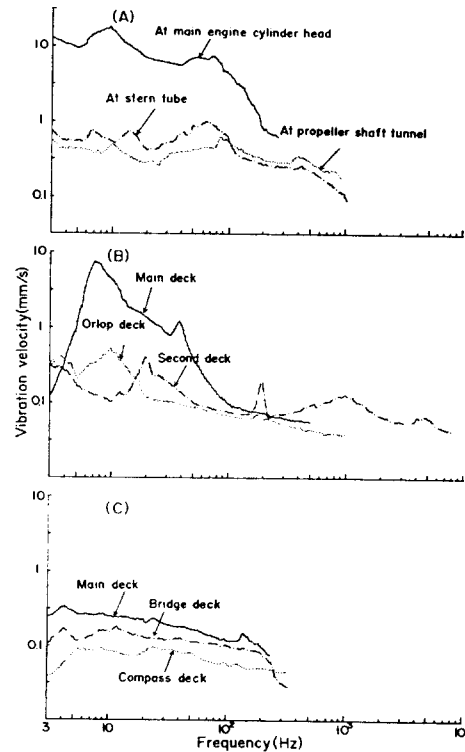 (A)
At main engine cylinder head
10
At stern tube
1
At propeller shaft tunnel
0.1
10
(B)
Main deck
1
Orlop deck
Second deck
0.1
Vibration velocity(mm/s)
10
(C)
1
Main deck
Bridge deck
0.1
Compass deck
3
10
10²
10³
10
Frequency(Hz)